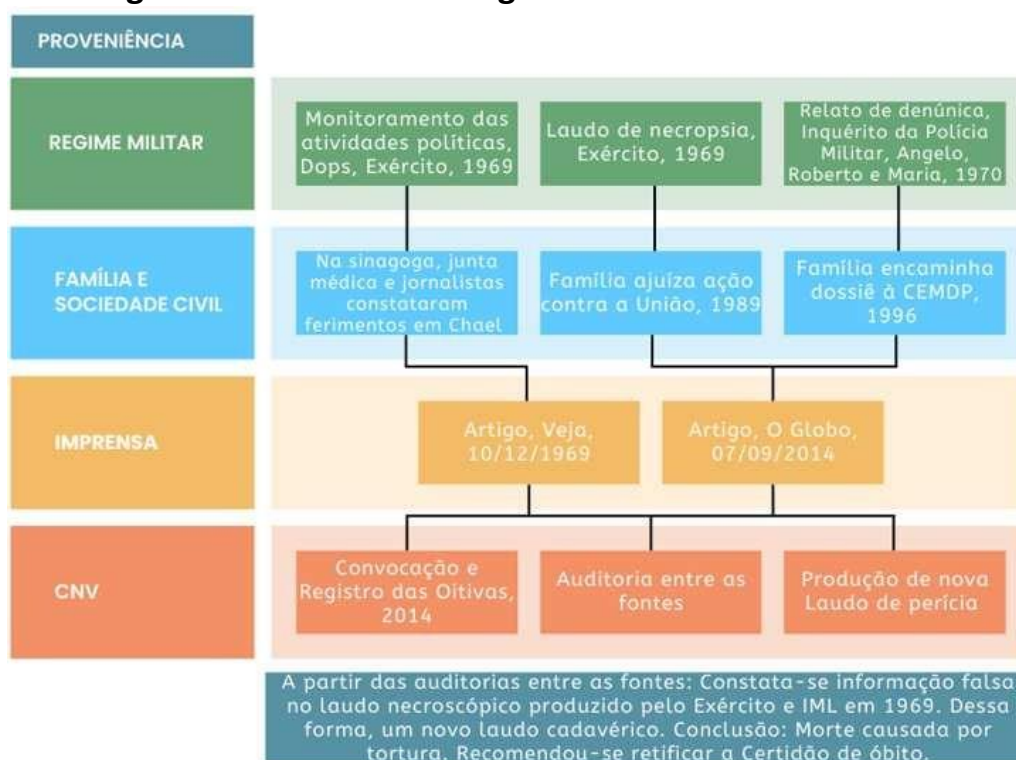 PROVENIÊNCIA
REGIME MILITAR
Monitoramento das
atividades políticas,
Dops, Exército, 1969
Laudo de necropsia,
Exército, 1969
Relato de denúnica,
Inquérito da Polícia
Militar, Angelo,
Roberto e Maria, 1970
FAMÍLIA E
SOCIEDADE CIVIL
Na sinagoga, junta
médica e jornalistas
constataram
ferimentos em Chael
Família ajuíza ação
contra a União, 1989
Família encaminha
dossiê à CEMDP,
1996
IMPRENSA
Artigo, Veja,
10/12/1969
Artigo, O Globo,
07/09/2014
CNV
Convocação e
Registro das Oitivas,
2014
Auditoria entre as
fontes
Produção de nova
Laudo de perícia
A partir das auditorias entre as fontes: Constata-se informação falsa
no laudo necroscópico produzido pelo Exército e IML em 1969. Dessa
forma, um novo laudo cadavérico. Conclusão: Morte causada por
tortura. Recomendou-se retificar a Certidão de óbito.